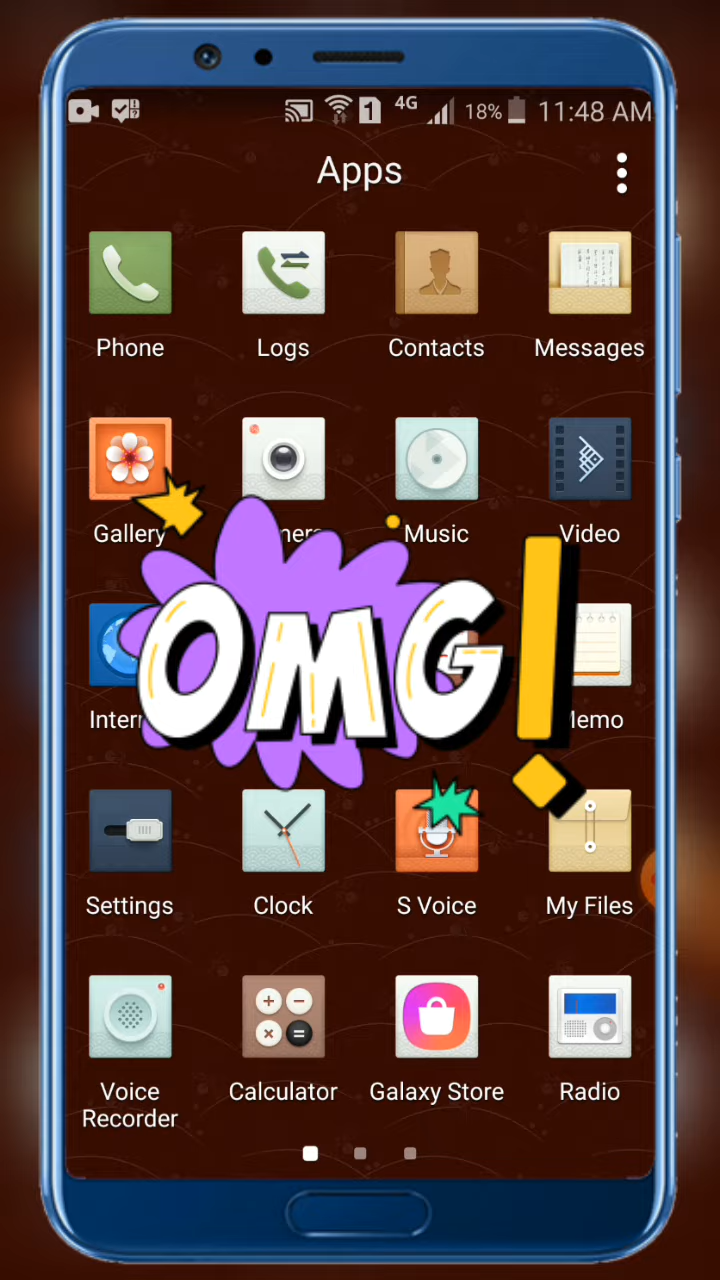 1 4G 18% 11:48 AM
Apps
Phone Logs Contacts Messages
Gallery Music Video
OMG!
Settings Clock S Voice My Files
Voice Recorder Calculator Galaxy Store Radio